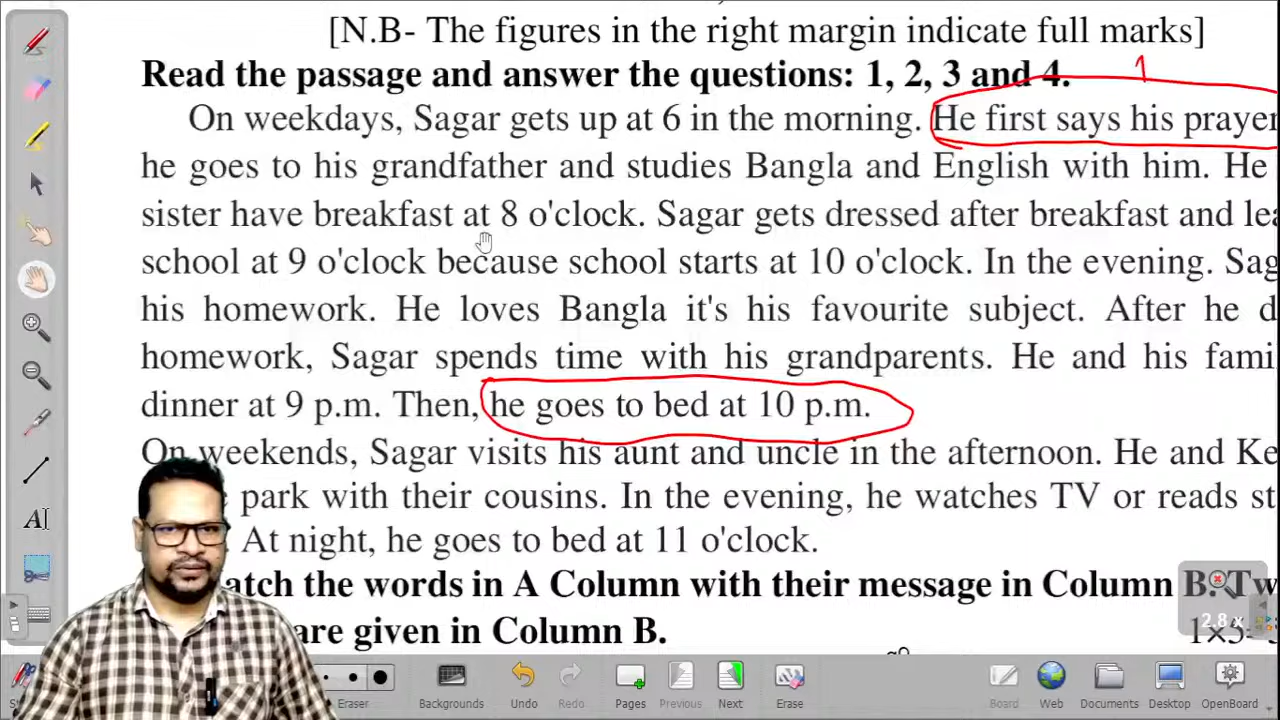 [N.B- The figures in the right margin indicate full marks]
Read the passage and answer the questions: 1, 2, 3 and 4.
1
On weekdays, Sagar gets up at 6 in the morning. He first says his prayer
he goes to his grandfather and studies Bangla and English with him. He
sister have breakfast at 8 o'clock. Sagar gets dressed after breakfast and lea
school at 9 o'clock because school starts at 10 o'clock. In the evening. Sag
his homework. He loves Bangla it's his favourite subject. After he d
homework, Sagar spends time with his grandparents. He and his fami
dinner at 9 p.m. Then, he goes to bed at 10 p.m.
On weekends, Sagar visits his aunt and uncle in the afternoon. He and Ke
park with their cousins. In the evening, he watches TV or reads st
At night, he goes to bed at 11 o'clock.
atch the words in A Column with their message in Column B. Tw
are given in Column B.
2.8 x
1×5=
Eraser
Backgrounds
Undo
Redo
Pages
Previous
Next
Erase
Board
Web
Documents
Desktop
OpenBoard